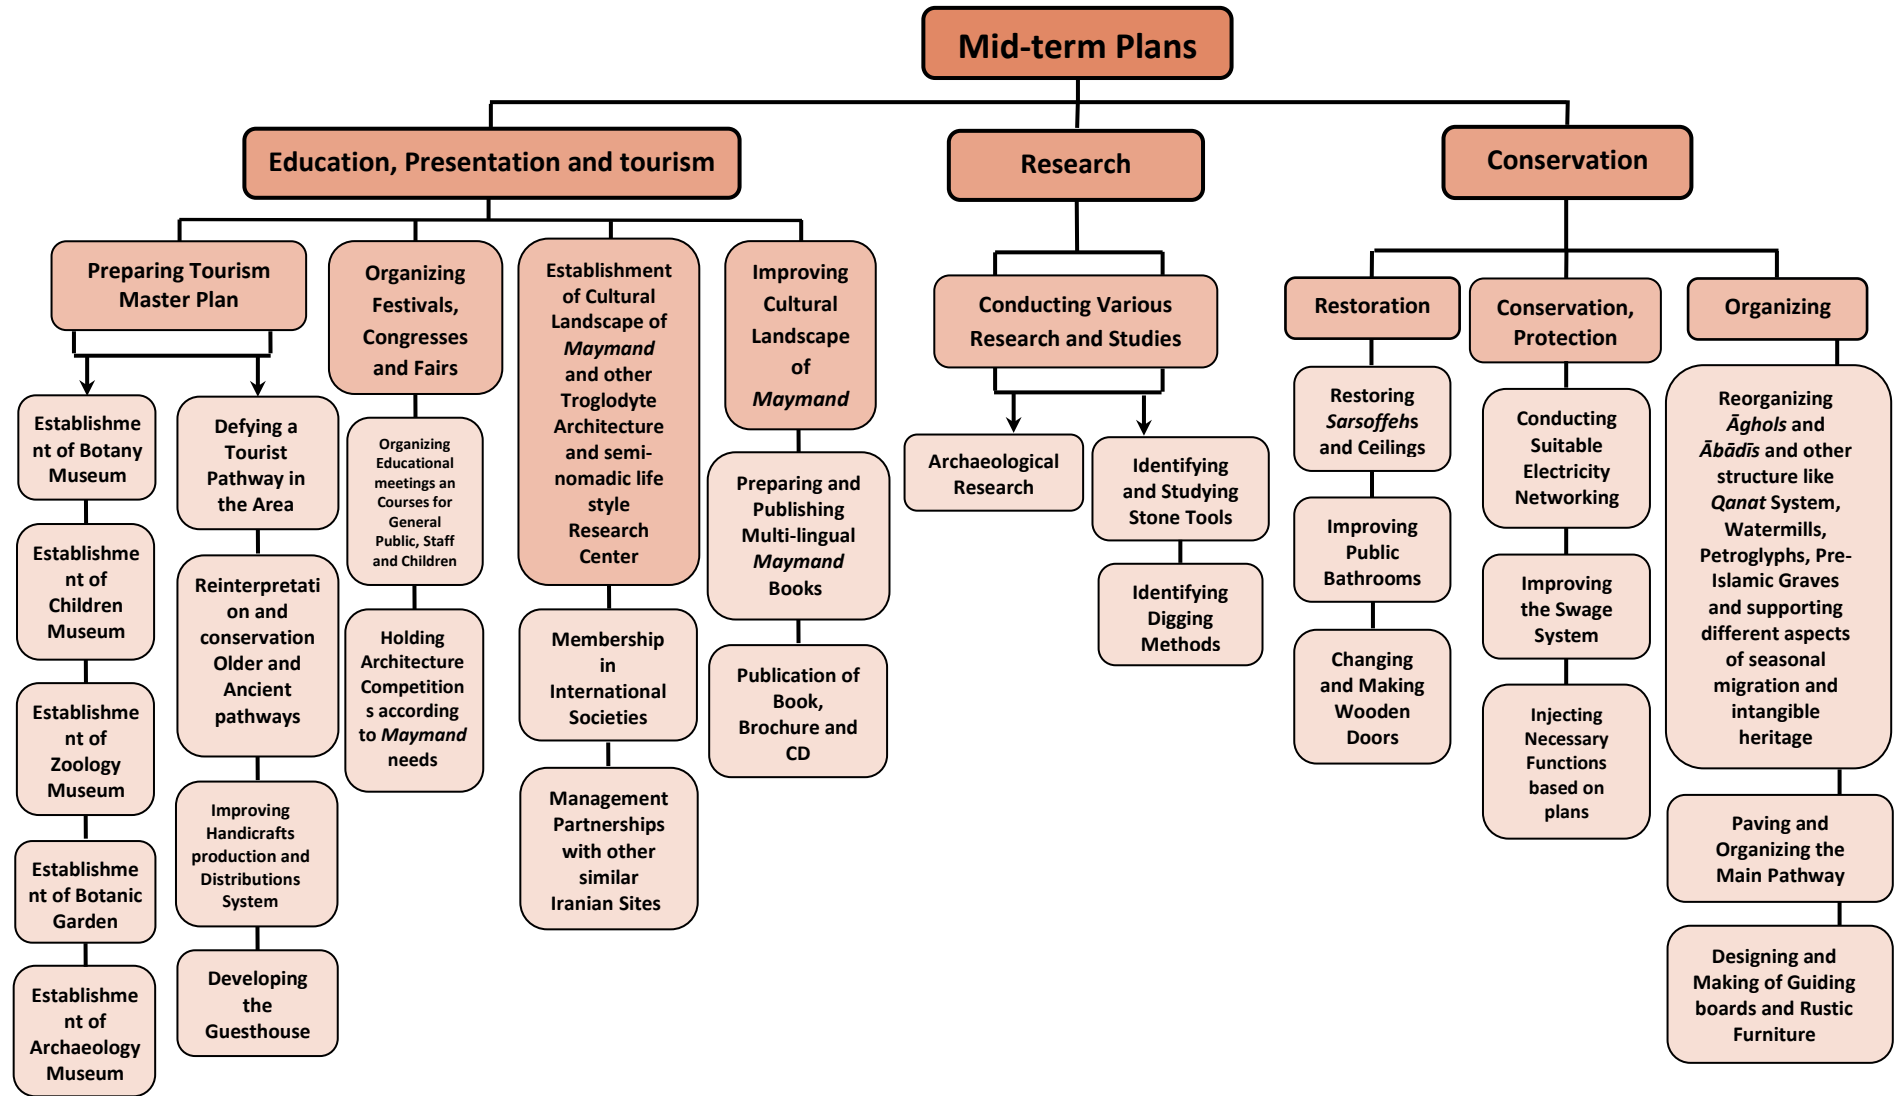 Mid-term Plans
Education, Presentation and tourism
Research
Conservation
Preparing Tourism
Master Plan
Establishme
nt of Botany
Museum
Establishme
nt of
Children
Museum
Establishme
nt of
Zoology
Museum
Establishme
nt of Botanic
Garden
Establishme
nt of
Archaeology
Museum
Defying a
Tourist
Pathway in
the Area
Reinterpretati
on and
conservation
Older and
Ancient
pathways
Improving
Handicrafts
production and
Distributions
System
Developing
the
Guesthouse
Organizing
Festivals,
Congresses
and Fairs
Organizing
Educational
meetings an
Courses for
General
Public, Staff
and Children
Holding
Architecture
Competition
s according
to Maymand
needs
Establishment
of Cultural
Landscape of
Maymand
and other
Troglodyte
Architecture
and semi-
nomadic life
style
Research
Center
Membership
in
International
Societies
Management
Partnerships
with other
similar
Iranian Sites
Improving
Cultural
Landscape
of
Maymand
Preparing and
Publishing
Multi-lingual
Maymand
Books
Publication of
Book,
Brochure and
CD
Conducting Various
Research and Studies
Archaeological
Research
Identifying
and Studying
Stone Tools
Identifying
Digging
Methods
Restoration
Restoring
Sarsoffehs
and Ceilings
Improving
Public
Bathrooms
Changing
and Making
Wooden
Doors
Conservation,
Protection
Conducting
Suitable
Electricity
Networking
Improving
the Swage
System
Injecting
Necessary
Functions
based on
plans
Organizing
Reorganizing
Āghols and
Ābādīs and other
structure like
Qanat System,
Watermills,
Petroglyphs, Pre-
Islamic Graves
and supporting
different aspects
of seasonal
migration and
intangible
heritage
Paving and
Organizing the
Main Pathway
Designing and
Making of Guiding
boards and Rustic
Furniture